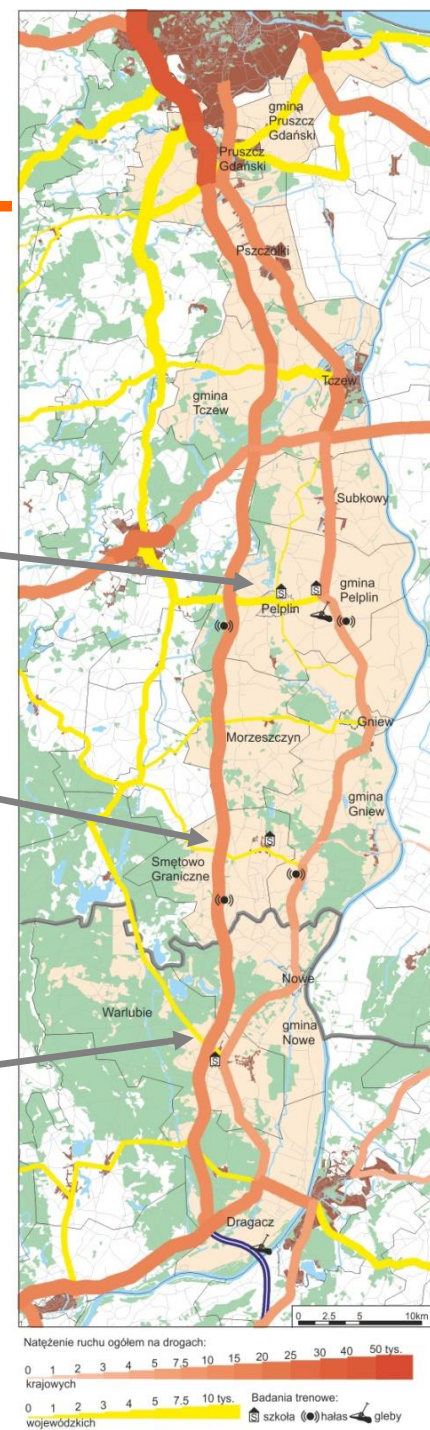 gmina
Pruszcz
Gdański
Pruszcz
Gdański
Pszczółki
Tczew
gmina
Tczew
Subkowy
gmina
Pelplin
Pelplin
Gniew
Morzeszczyn
gmina
Gniew
Smętowo
Graniczne
Nowe
Warlubie
gmina
Nowe
Dragacz
0 2.5 5 10km
Natężenie ruchu ogółem na drogach:
0 1 2 3 4 5 7.5 10 15 20 25 30 40 50 tys.
krajowych
0 1 2 3 4 5 7.5 10 tys.
wojewódzkich
Badania trenowe:
S szkoła hałas gleby